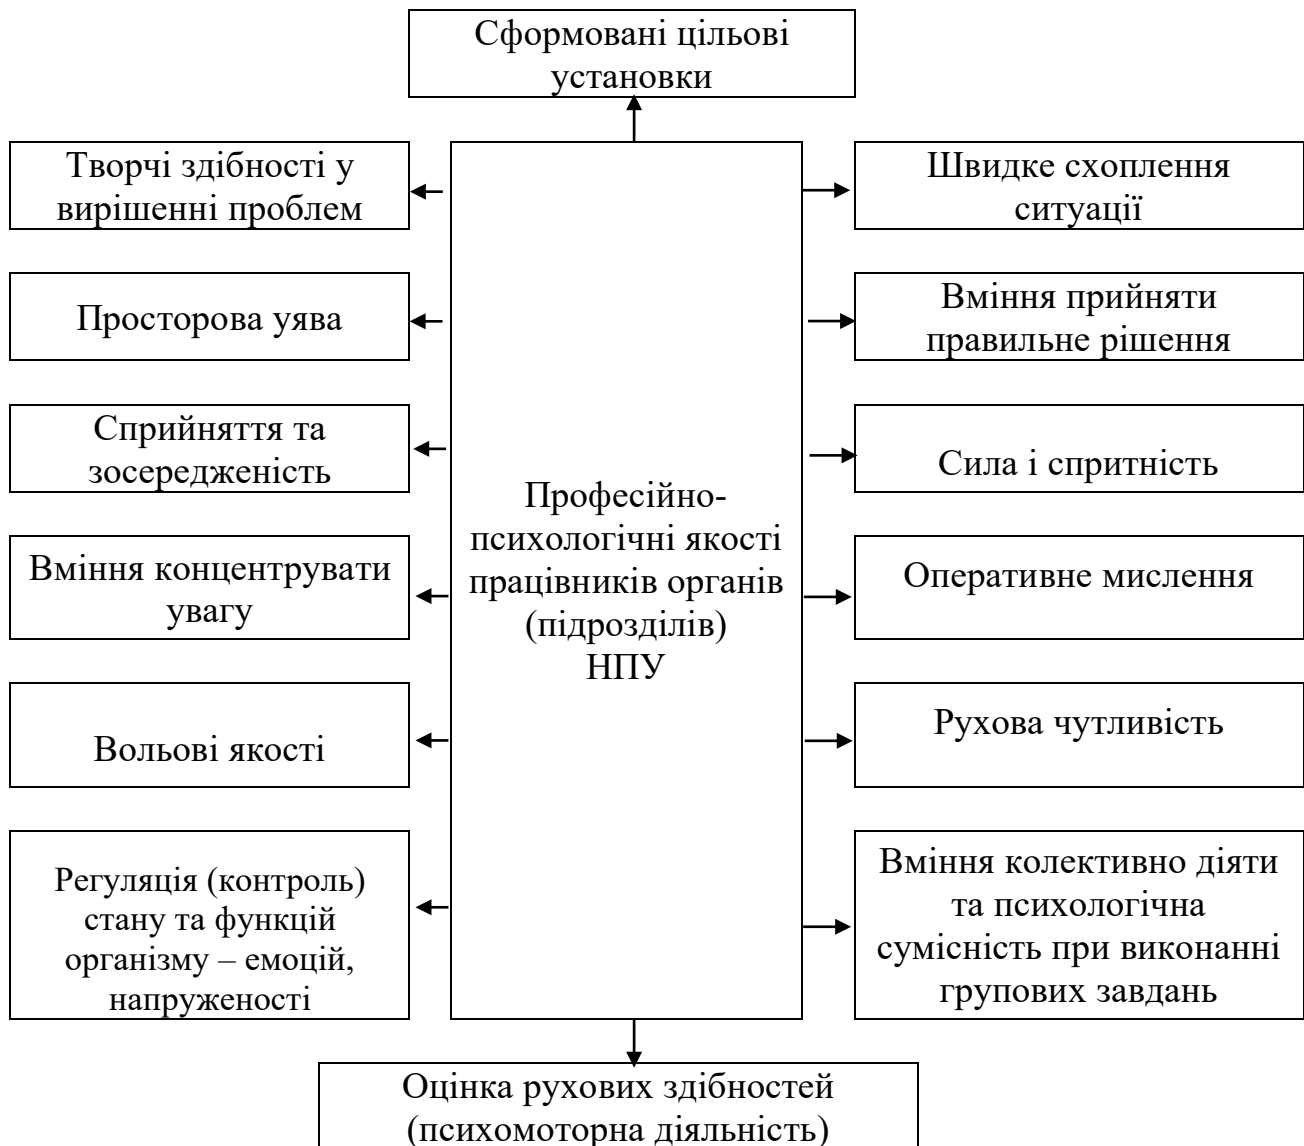 Сформовані цільові
установки
Творчі здібності у
вирішенні проблем
Просторова уява
Сприйняття та
зосередженість
Вміння концентрувати
увагу
Вольові якості
Регуляція (контроль)
стану та функцій
організму – емоцій,
напруженості
Професійно-
психологічні якості
працівників органів
(підрозділів)
НПУ
Швидке схоплення
ситуації
Вміння прийняти
правильне рішення
Сила і спритність
Оперативне мислення
Рухова чутливість
Вміння колективно діяти
та психологічна
сумісність при виконанні
групових завдань
Оцінка рухових здібностей
(психомоторна діяльність)